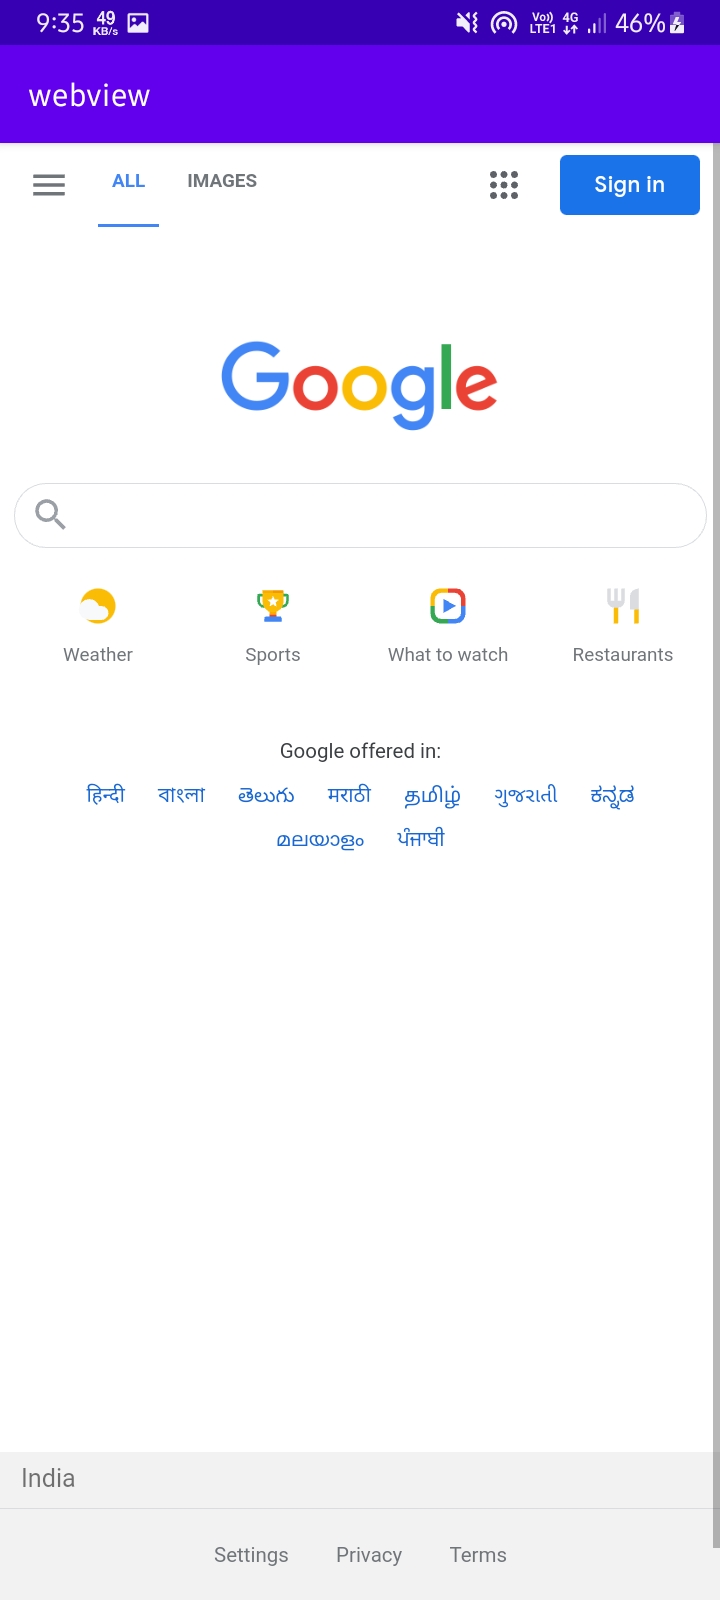 9:35 49 KB/s Vo)) LTE1 4G 46%
webview
ALL IMAGES Sign in
Google
Weather Sports What to watch Restaurants
Google offered in:
हिन्दी বাংলা తెలుగు मराठी தமிழ் ગુજરાતી ಕನ್ನಡ
മലയാളം ਪੰਜਾਬੀ
India
Settings Privacy Terms